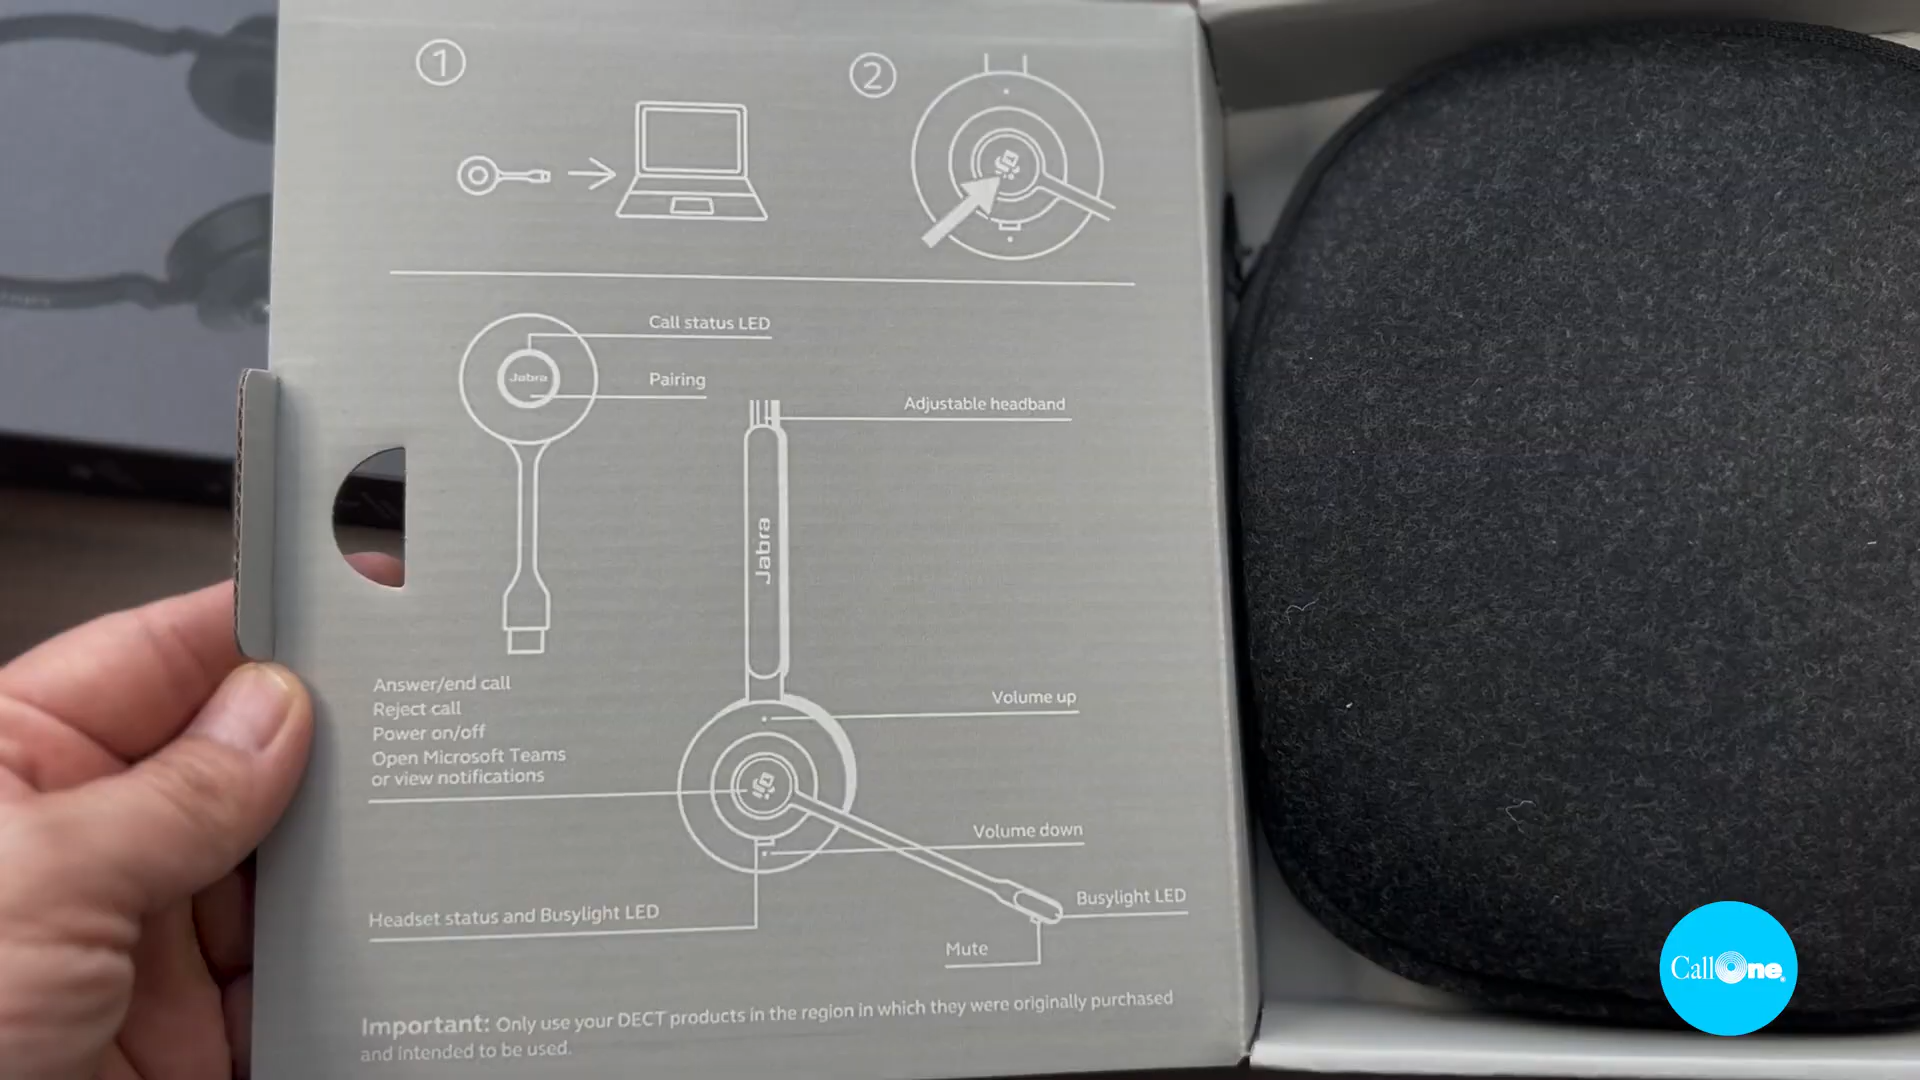 1
2
Call status LED
Jabra
Pairing
Adjustable headband
Jabra
Answer/end call
Reject call
Power on/off
Open Microsoft Teams
or view notifications
Volume up
Volume down
Headset status and Busylight LED
Busylight LED
Mute
Important: Only use your DECT products in the region in which they were originally purchased
and intended to be used.
CallOne